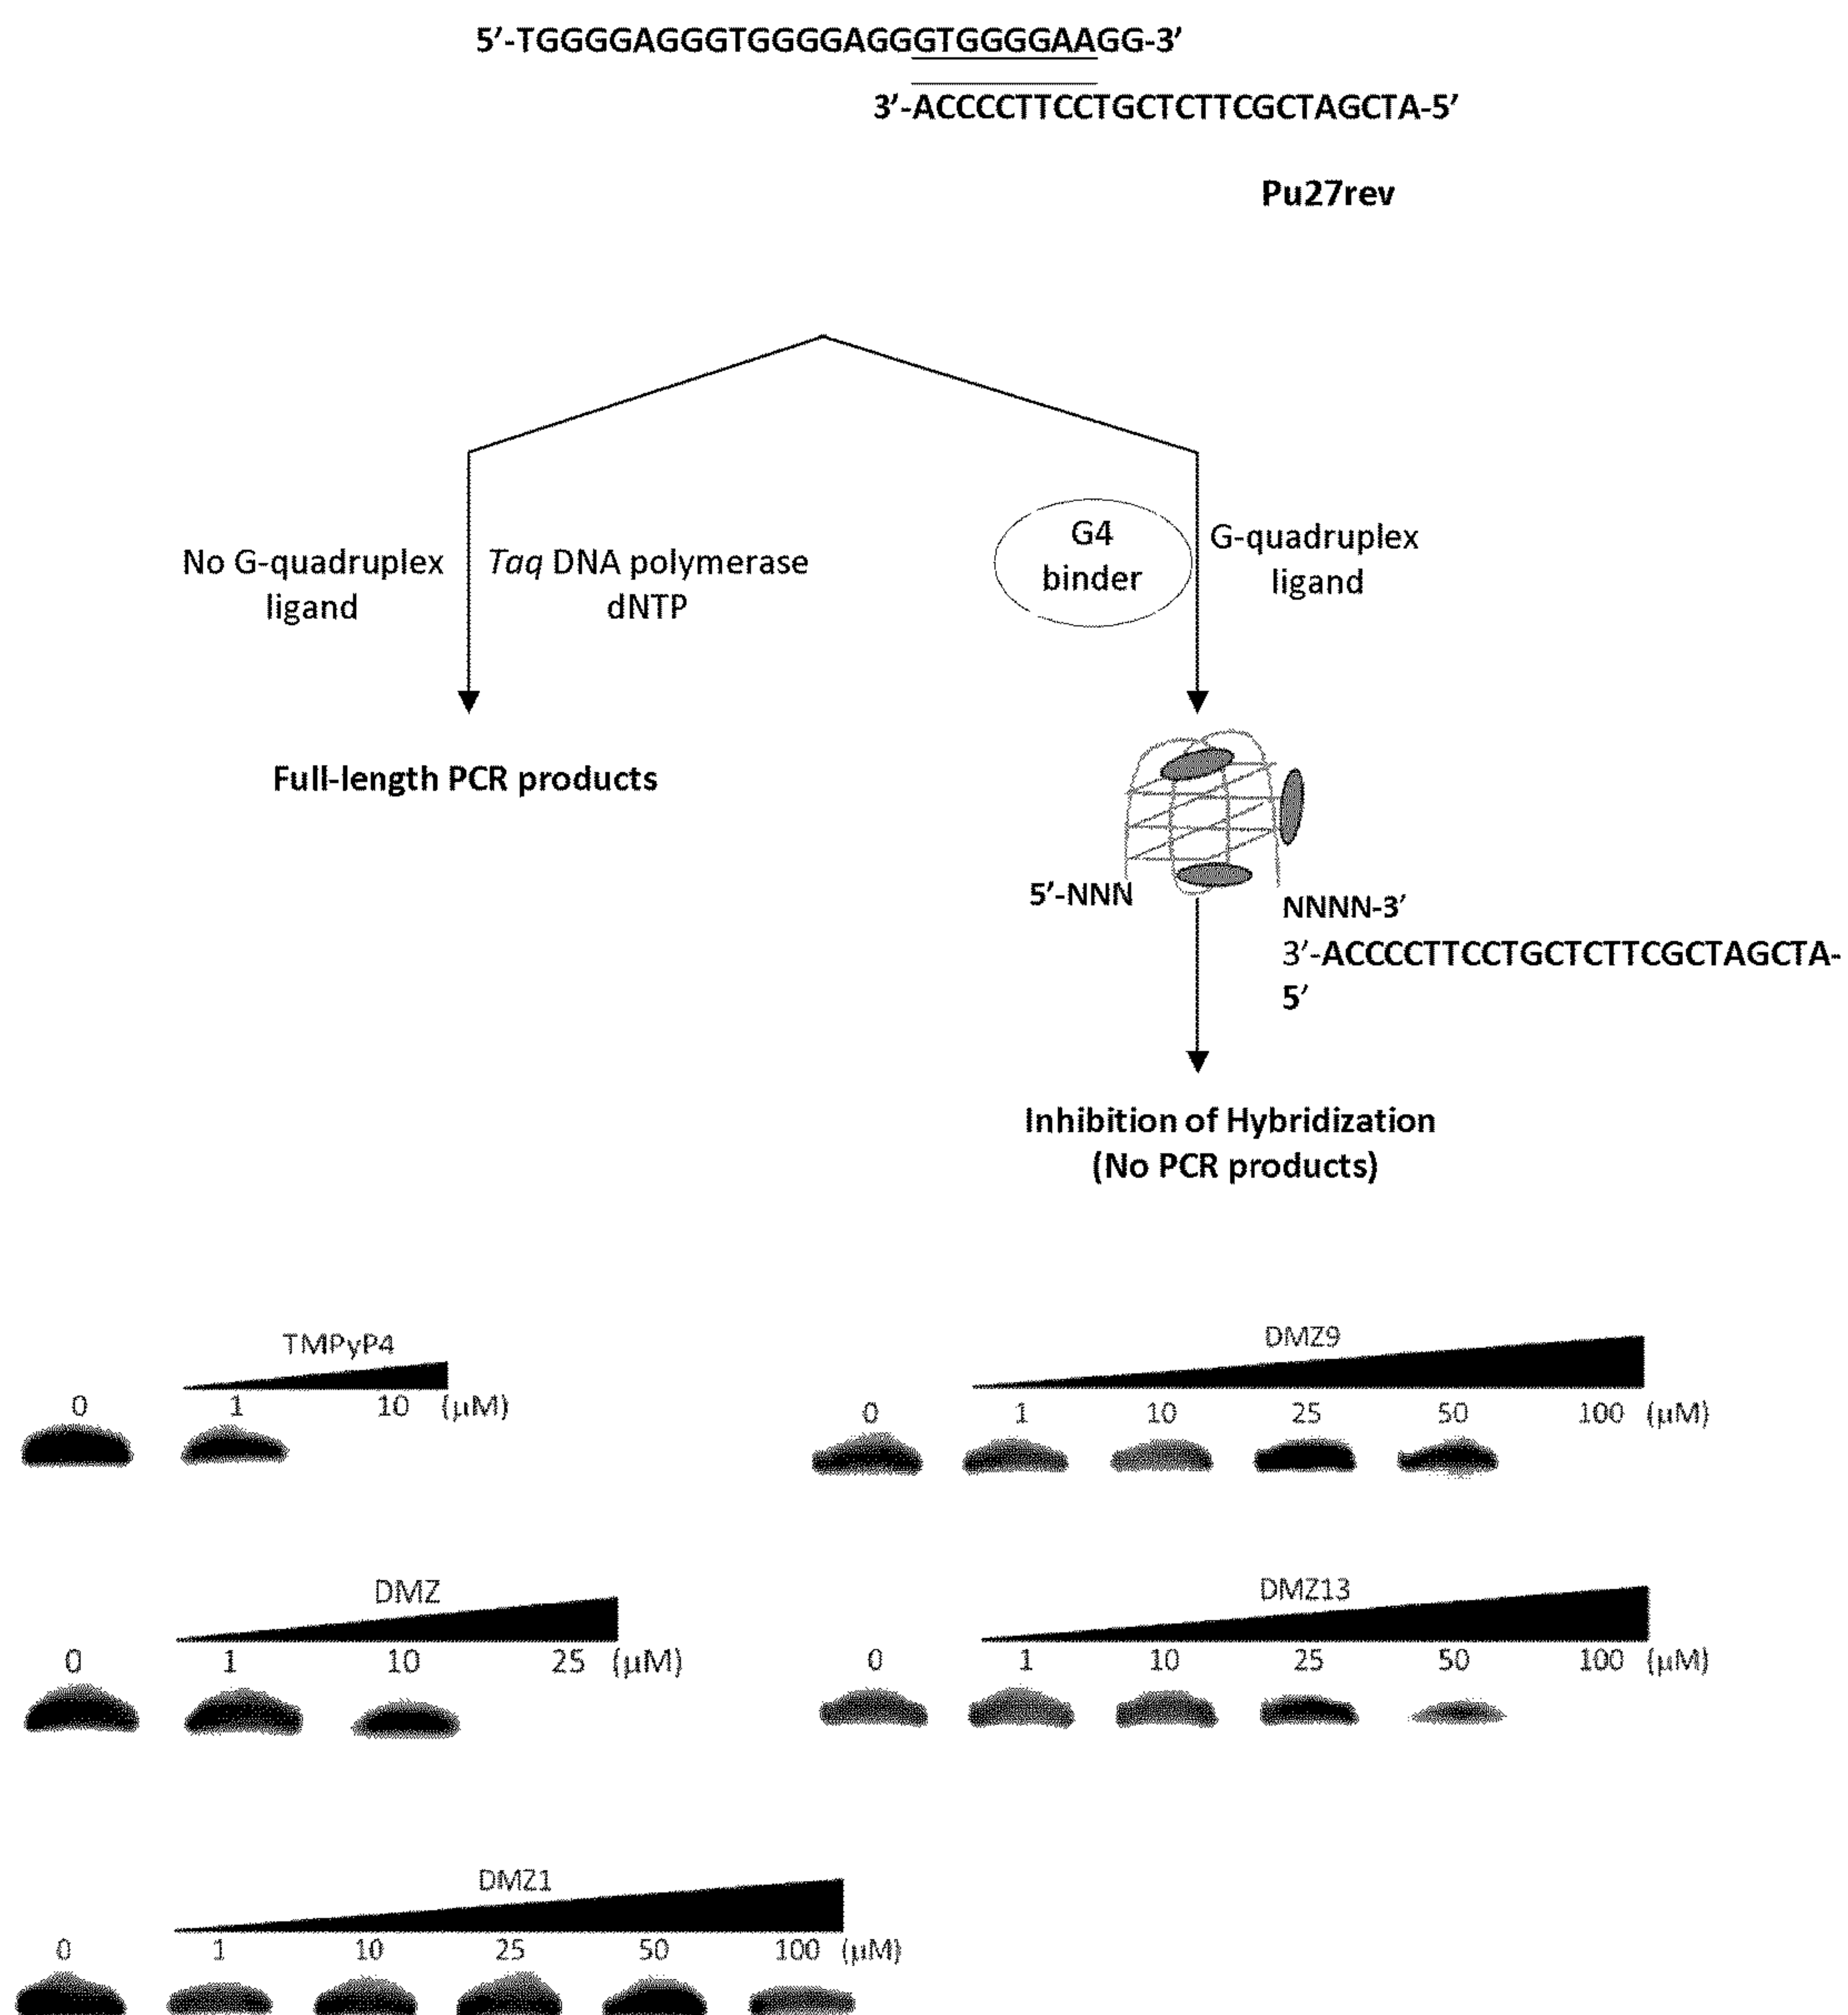 5’-TGGGGAGGGTGGGGAGGGTGGGGAAGG-3’
3’-ACCCCTTCCTGCTCTTCGCTAGCTA-5’
Pu27rev
No G-quadruplex
ligand
Taq DNA polymerase
dNTP
G4
binder
G-quadruplex
ligand
Full-length PCR products
5’-NNN
NNNN-3’
3’-ACCCCTTCCTGCTCTTCGCTAGCTA-
5’
Inhibition of Hybridization
(No PCR products)
TMPyP4
0 1 10 (μM)
DMZ9
0 1 10 25 50 100 (μM)
DMZ
0 1 10 25 (μM)
DMZ13
0 1 10 25 50 100 (μM)
DMZ1
0 1 10 25 50 100 (μM)